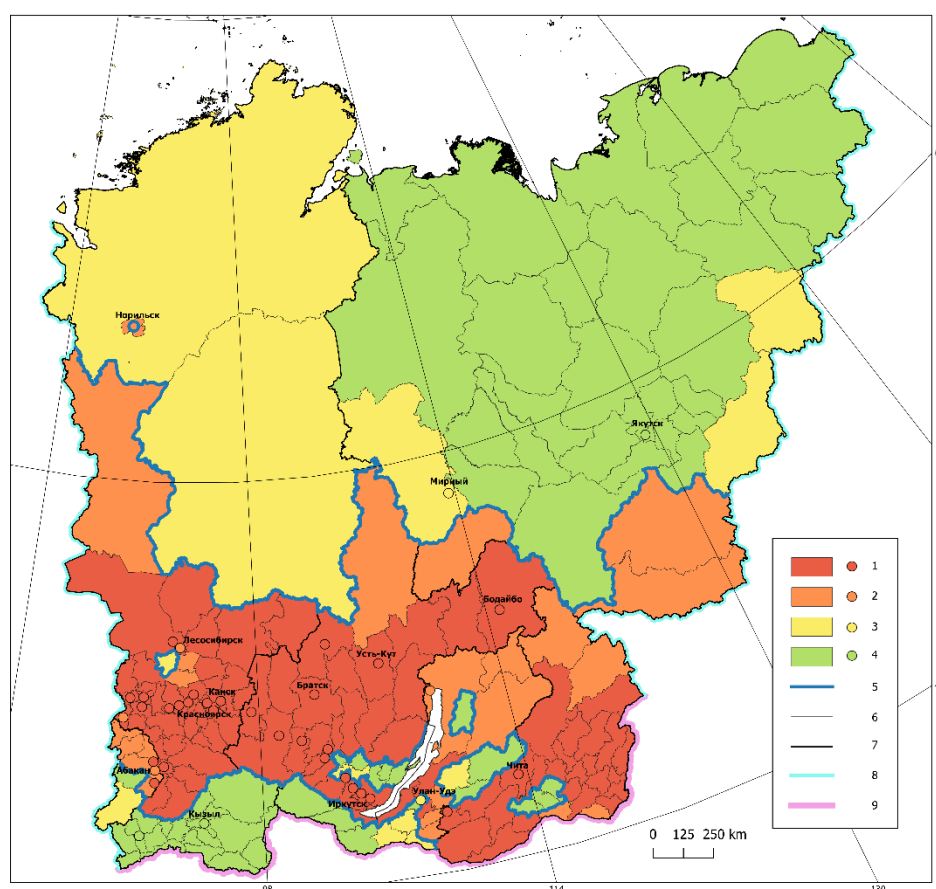 Норильск
Якутск
Мирный
Бодайбо
Лесосибирск
Усть-Кут
Канск
Братск
Красноярск
Абакан
Чита
Улан-Удэ
Иркутск
Кызыл
1
2
3
4
5
6
7
8
9
0 125 250 km
98
114
130